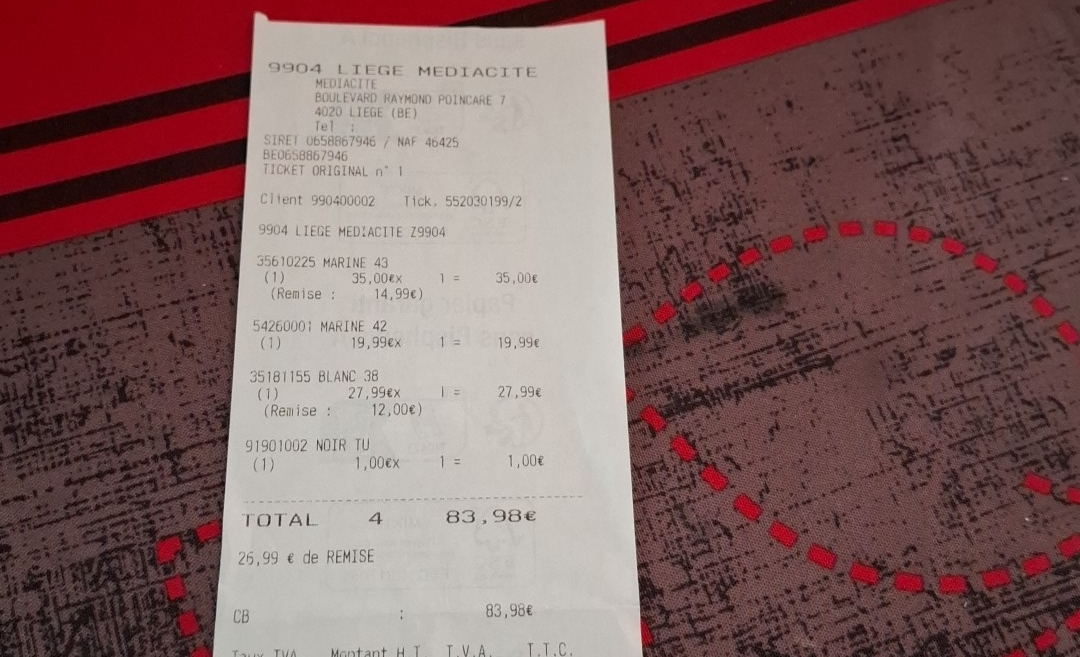 9904 LIEGE MEDIACITE
MEDIACITE
BOULEVARD RAYMOND POINCARE 7
4020 LIEGE (BE)
Tel :
SIRET 0658867946 / NAF 46425
BE0658867946
TICKET ORIGINAL n° 1
Client 990400002 Tick. 552030199/2
9904 LIEGE MEDIACITE Z9904
35610225 MARINE 43
(1) 35,00€x 1 = 35,00€
(Remise : 14,99€)
54260001 MARINE 42
(1) 19,99€x 1 = 19,99€
35181155 BLANC 38
(1) 27,99€x 1 = 27,99€
(Remise : 12,00€)
91901002 NOIR TU
(1) 1,00€x 1 = 1,00€
TOTAL 4 83,98€
26,99 € de REMISE
CB : 83,98€
Taux TVA Montant H.T. T.V.A. T.T.C.